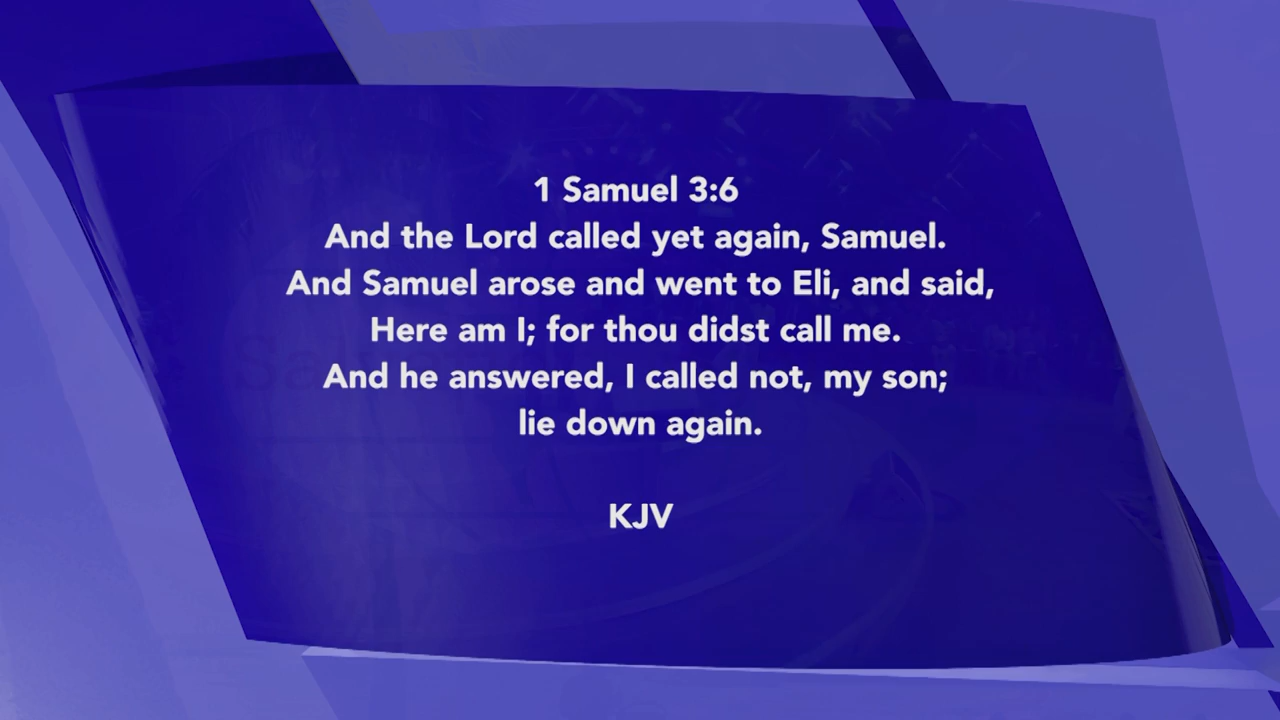 1 Samuel 3:6
And the Lord called yet again, Samuel.
And Samuel arose and went to Eli, and said,
Here am I; for thou didst call me.
And he answered, I called not, my son;
lie down again.
KJV